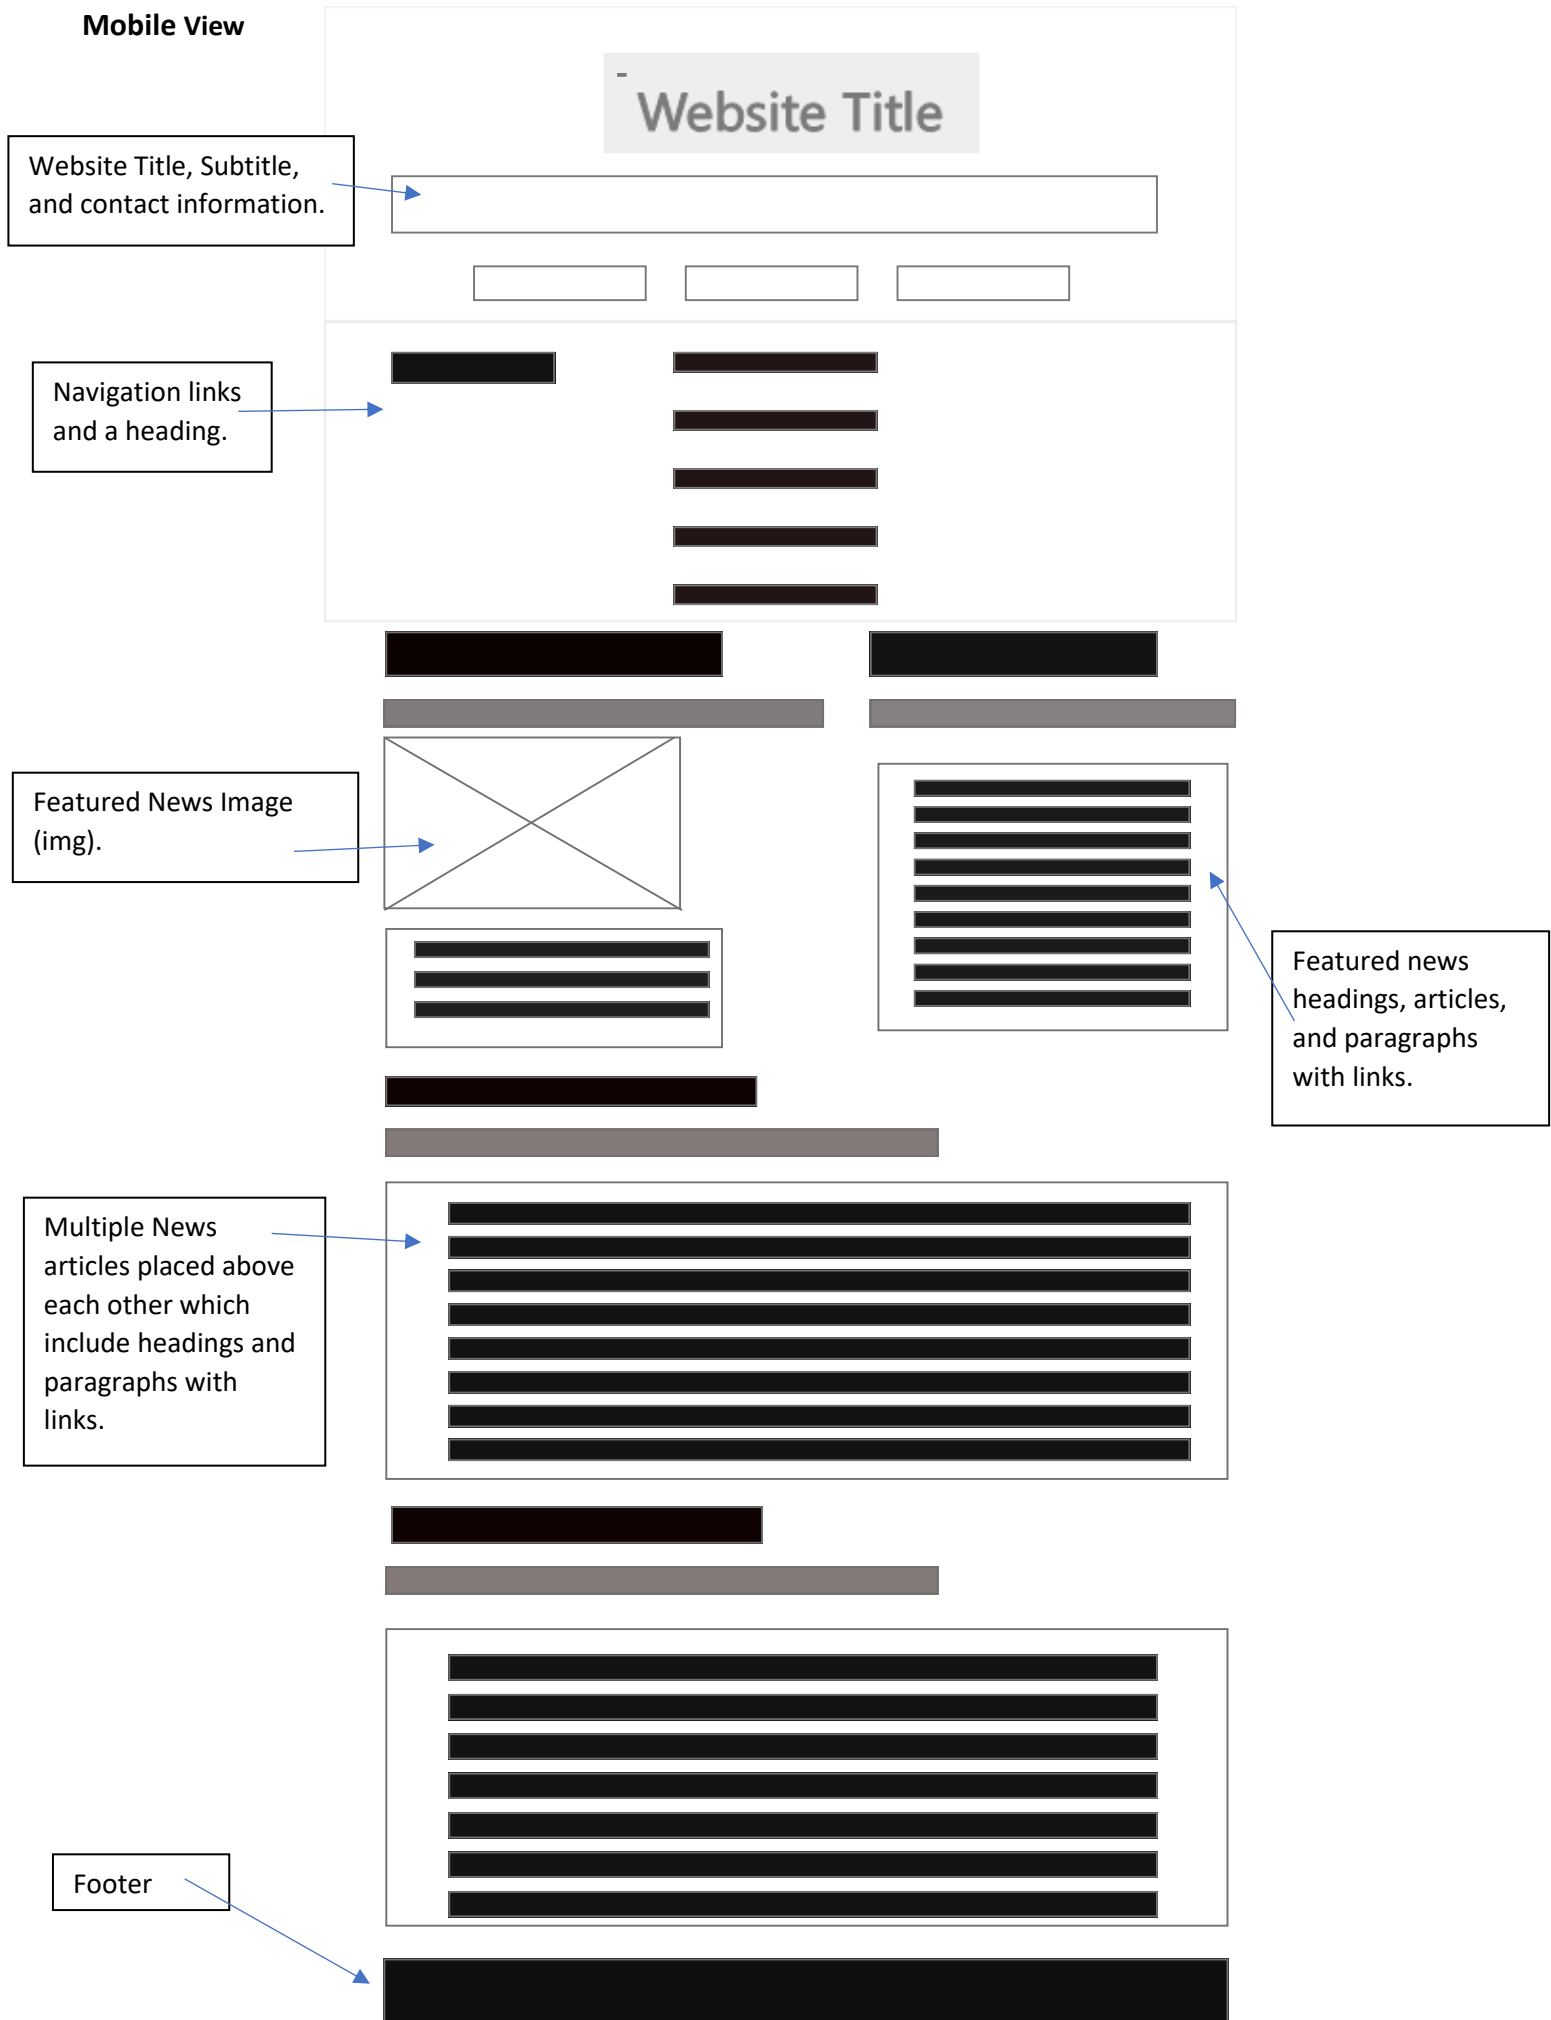 Mobile View
-
Website Title
Website Title, Subtitle,
and contact information.
Navigation links
and a heading.
Featured News Image
(img).
Featured news
headings, articles,
and paragraphs
with links.
Multiple News
articles placed above
each other which
include headings and
paragraphs with
links.
Footer